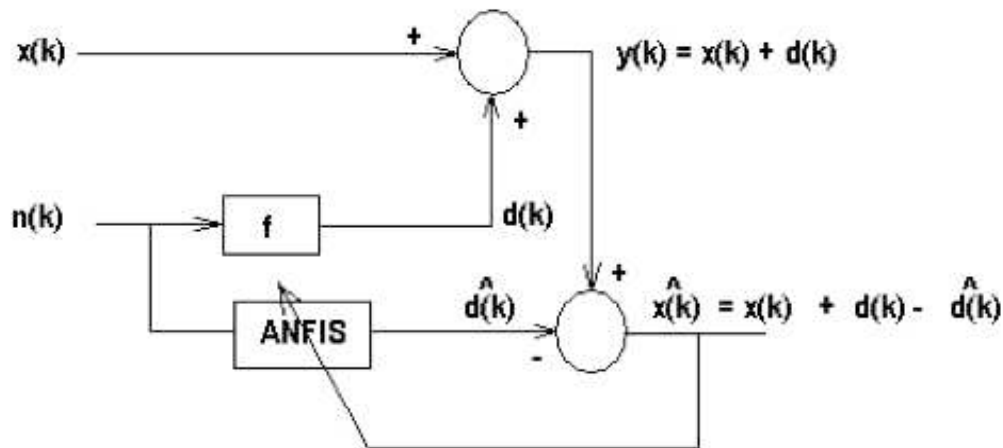 x(k)
+
y(k) = x(k) + d(k)
+
n(k)
f
d(k)
+
ANFIS
d̂(k)
-
x̂(k) = x(k) + d(k) - d̂(k)